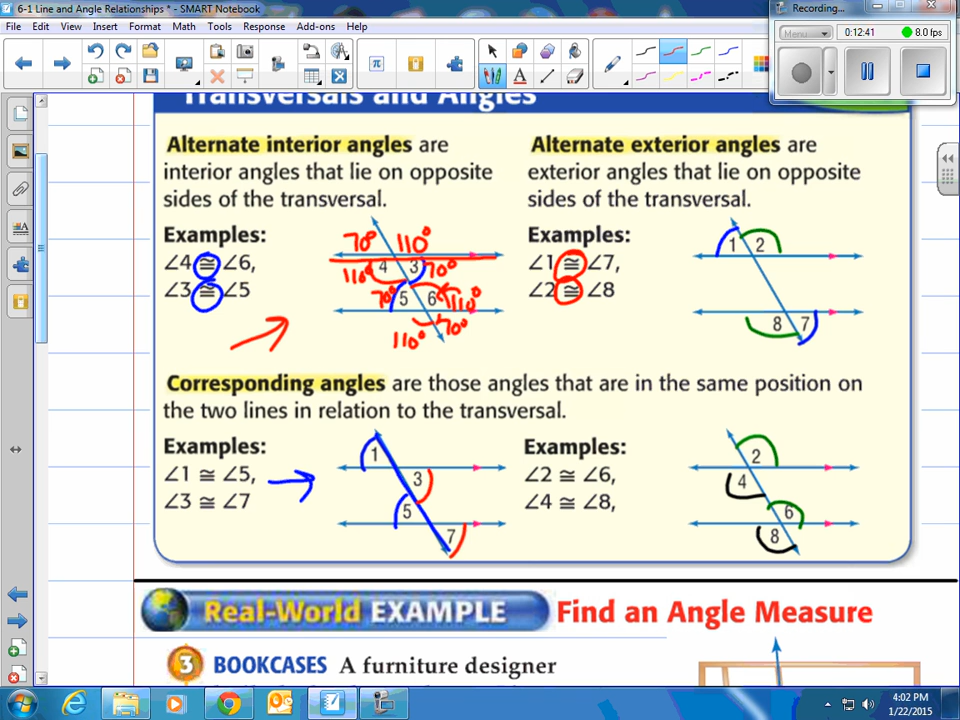 6-1 Line and Angle Relationships * - SMART Notebook
File Edit View Insert Format Math Tools Response Add-ons Help
Recording...
Menu
0:12:41
8.0 fps
Transversals and Angles
Alternate interior angles are
interior angles that lie on opposite
sides of the transversal.
Examples:
∠4 ≅ ∠6,
∠3 ≅ ∠5
70° 110°
110° 4 3 70°
70° 5 6 110°
110° 70°
Alternate exterior angles are
exterior angles that lie on opposite
sides of the transversal.
Examples:
∠1 ≅ ∠7,
∠2 ≅ ∠8
1 2
8 7
Corresponding angles are those angles that are in the same position on
the two lines in relation to the transversal.
Examples:
∠1 ≅ ∠5,
∠3 ≅ ∠7
1
3
5
7
Examples:
∠2 ≅ ∠6,
∠4 ≅ ∠8,
2
4
6
8
Real-World EXAMPLE Find an Angle Measure
3 BOOKCASES A furniture designer
4:02 PM
1/22/2015